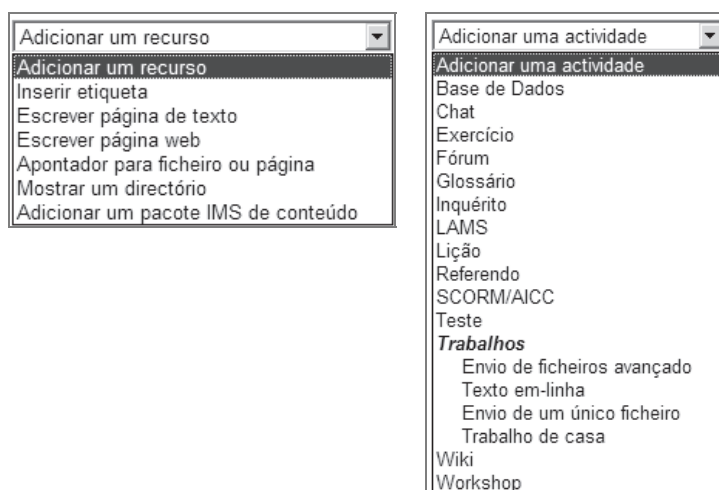 Adicionar um recurso
Adicionar um recurso
Inserir etiqueta
Escrever página de texto
Escrever página web
Apontador para ficheiro ou página
Mostrar um directório
Adicionar um pacote IMS de conteúdo
Adicionar uma actividade
Adicionar uma actividade
Base de Dados
Chat
Exercício
Fórum
Glossário
Inquérito
LAMS
Lição
Referendo
SCORM/AICC
Teste
Trabalhos
Envio de ficheiros avançado
Texto em-linha
Envio de um único ficheiro
Trabalho de casa
Wiki
Workshop